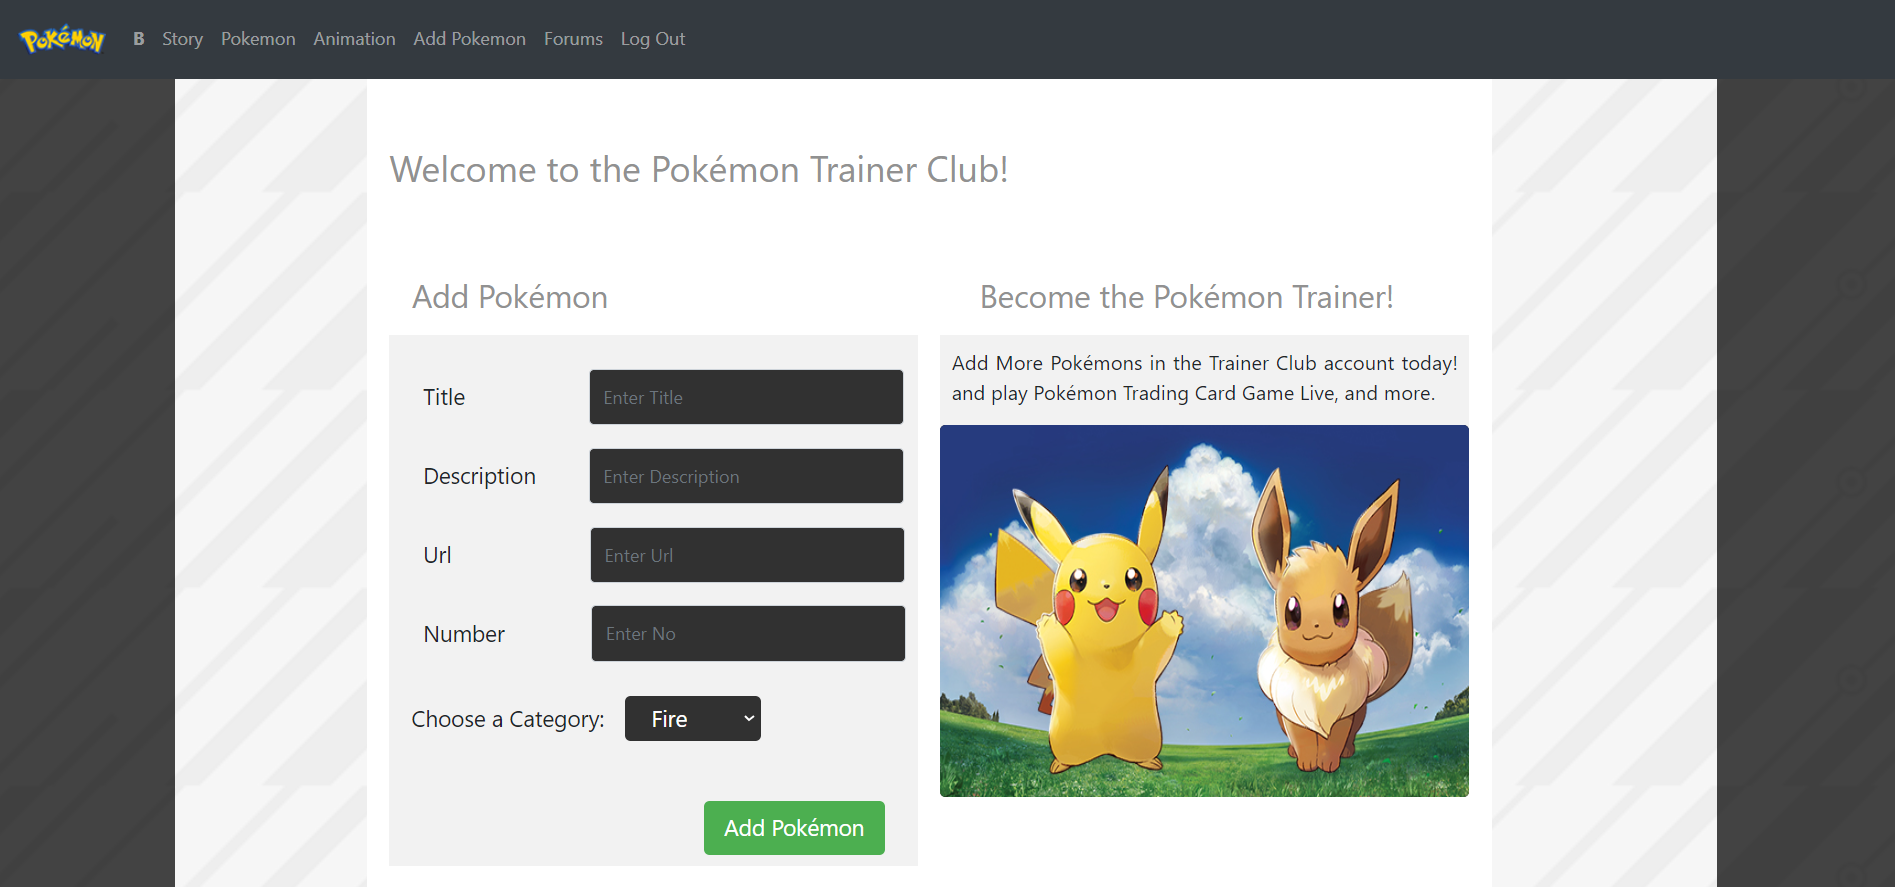 POKéMON B Story Pokemon Animation Add Pokemon Forums Log Out
Welcome to the Pokémon Trainer Club!
Add Pokémon
Title
Enter Title
Description
Enter Description
Url
Enter Url
Number
Enter No
Choose a Category:
Fire
Add Pokémon
Become the Pokémon Trainer!
Add More Pokémons in the Trainer Club account today!
and play Pokémon Trading Card Game Live, and more.